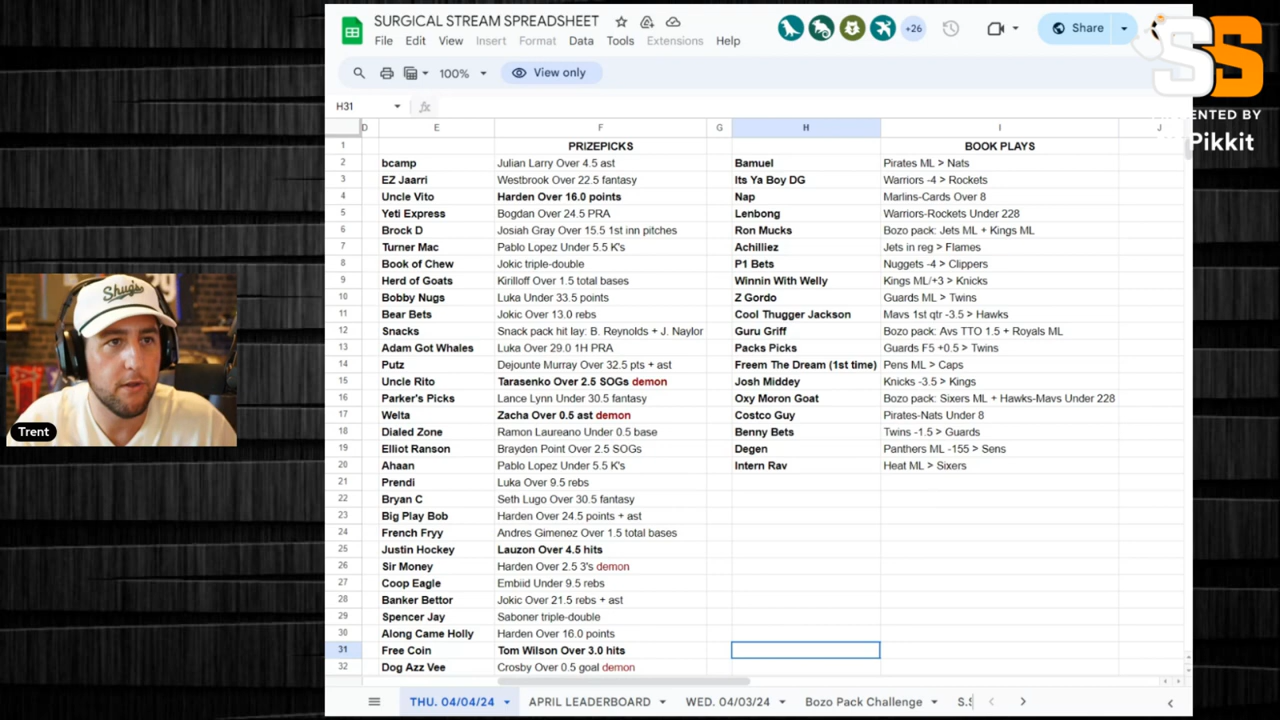 SURGICAL STREAM SPREADSHEET
+26
Share
File Edit View Insert Format Data Tools Extensions Help
100% View only
SS
PRESENTED BY
Pikkit
H31 fx
D E F G H I J
1 PRIZEPICKS BOOK PLAYS
2 bcamp Julian Larry Over 4.5 ast Bamuel Pirates ML > Nats
3 EZ Jaarri Westbrook Over 22.5 fantasy Its Ya Boy DG Warriors -4 > Rockets
4 Uncle Vito Harden Over 16.0 points Nap Marlins-Cards Over 8
5 Yeti Express Bogdan Over 24.5 PRA Lenbong Warriors-Rockets Under 228
6 Brock D Josiah Gray Over 15.5 1st inn pitches Ron Mucks Bozo pack: Jets ML + Kings ML
7 Turner Mac Pablo Lopez Under 5.5 K's Achilliez Jets in reg > Flames
8 Book of Chew Jokic triple-double P1 Bets Nuggets -4 > Clippers
9 Herd of Goats Kirilloff Over 1.5 total bases Winnin With Welly Kings ML/+3 > Knicks
10 Bobby Nugs Luka Under 33.5 points Z Gordo Guards ML > Twins
11 Bear Bets Jokic Over 13.0 rebs Cool Thugger Jackson Mavs 1st qtr -3.5 > Hawks
12 Snacks Snack pack hit lay: B. Reynolds + J. Naylor Guru Griff Bozo pack: Avs TTO 1.5 + Royals ML
13 Adam Got Whales Luka Over 29.0 1H PRA Packs Picks Guards F5 +0.5 > Twins
14 Putz Dejounte Murray Over 32.5 pts + ast Freem The Dream (1st time) Pens ML > Caps
15 Uncle Rito Tarasenko Over 2.5 SOGs demon Josh Middey Knicks -3.5 > Kings
16 Parker's Picks Lance Lynn Under 30.5 fantasy Oxy Moron Goat Bozo pack: Sixers ML + Hawks-Mavs Under 228
17 Welta Zacha Over 0.5 ast demon Costco Guy Pirates-Nats Under 8
18 Dialed Zone Ramon Laureano Under 0.5 base Benny Bets Twins -1.5 > Guards
19 Elliot Ranson Brayden Point Over 2.5 SOGs Degen Panthers ML -155 > Sens
20 Ahaan Pablo Lopez Under 5.5 K's Intern Rav Heat ML > Sixers
21 Prendi Luka Over 9.5 rebs
22 Bryan C Seth Lugo Over 30.5 fantasy
23 Big Play Bob Harden Over 24.5 points + ast
24 French Fryy Andres Gimenez Over 1.5 total bases
25 Justin Hockey Lauzon Over 4.5 hits
26 Sir Money Harden Over 2.5 3's demon
27 Coop Eagle Embiid Under 9.5 rebs
28 Banker Bettor Jokic Over 21.5 rebs + ast
29 Spencer Jay Saboner triple-double
30 Along Came Holly Harden Over 16.0 points
31 Free Coin Tom Wilson Over 3.0 hits
32 Dog Azz Vee Crosby Over 0.5 goal demon
THU. 04/04/24 APRIL LEADERBOARD WED. 04/03/24 Bozo Pack Challenge S.S
Shugs
Trent